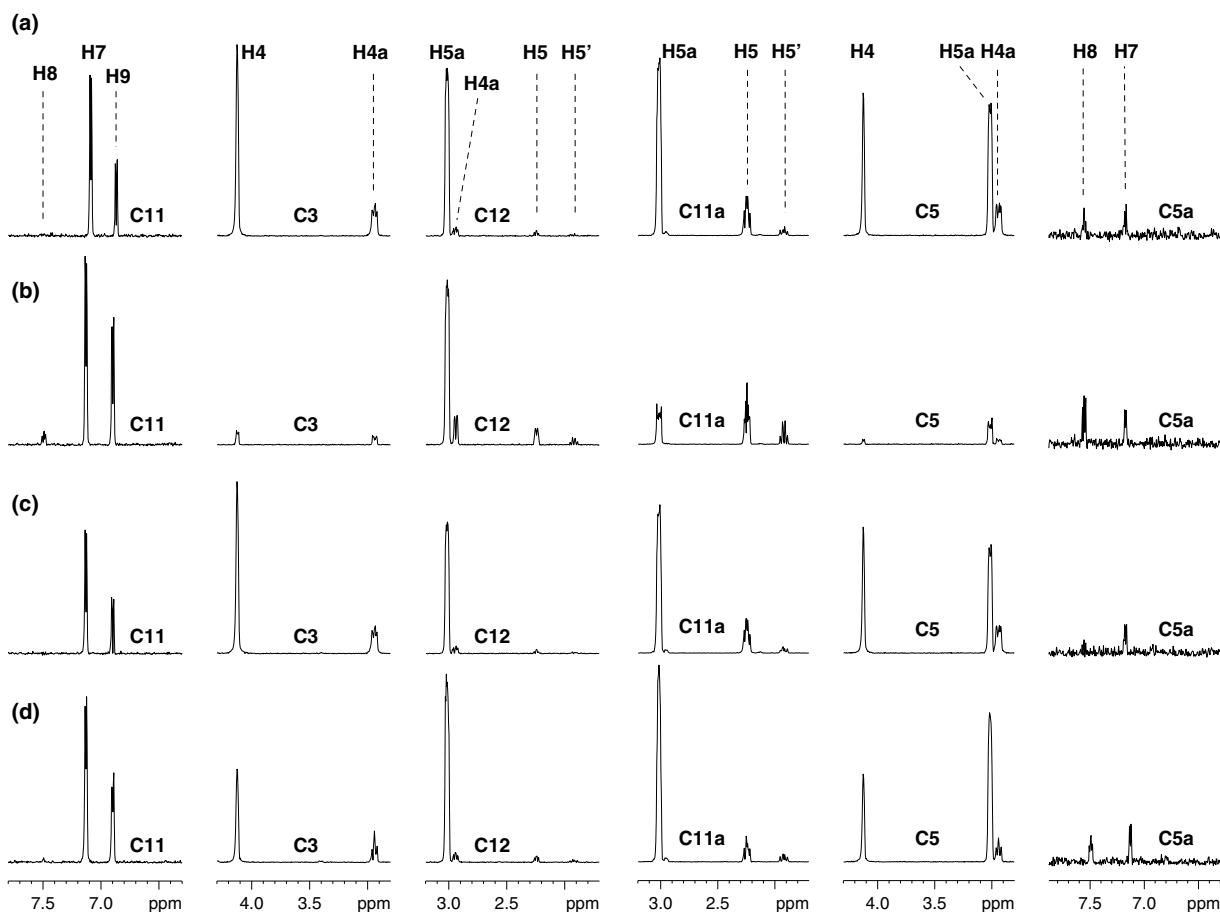 (a)
H7 H4 H4a H5a H5 H5' H5a H5 H5' H4 H5a H4a H8 H7
H8 H9 H4a
C11 C3 C12 C11a C5 C5a
(b)
C11 C3 C12 C11a C5 C5a
(c)
C11 C3 C12 C11a C5 C5a
(d)
C11 C3 C12 C11a C5 C5a
7.5 7.0 ppm 4.0 3.5 ppm 3.0 2.5 ppm 3.0 2.5 ppm 4.0 3.5 ppm 7.5 7.0 ppm